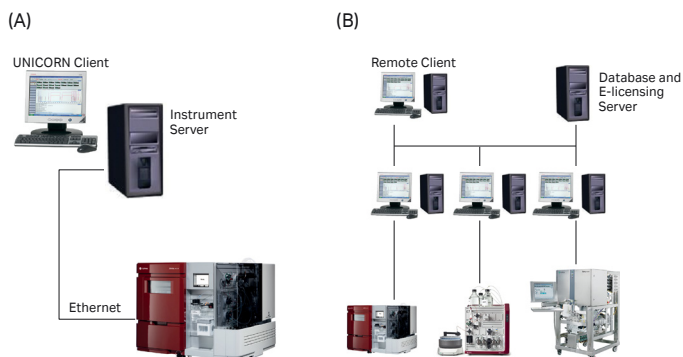 (A)
(B)
UNICORN Client
Instrument
Server
Ethernet
Remote Client
Database and
E-licensing
Server